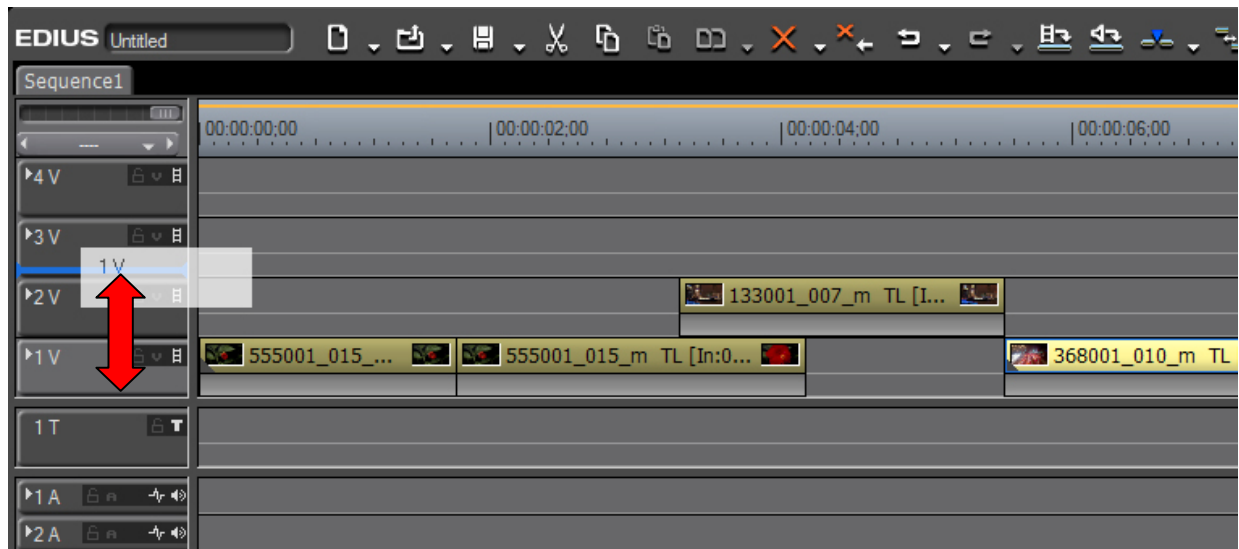 EDIUS Untitled
Sequence1
00:00:00;00 00:00:02;00 00:00:04;00 00:00:06;00
----
4 V
3 V
1 V
2 V 133001_007_m TL [I...
1 V 555001_015_... 555001_015_m TL [In:0... 368001_010_m TL
1 T T
1 A
2 A